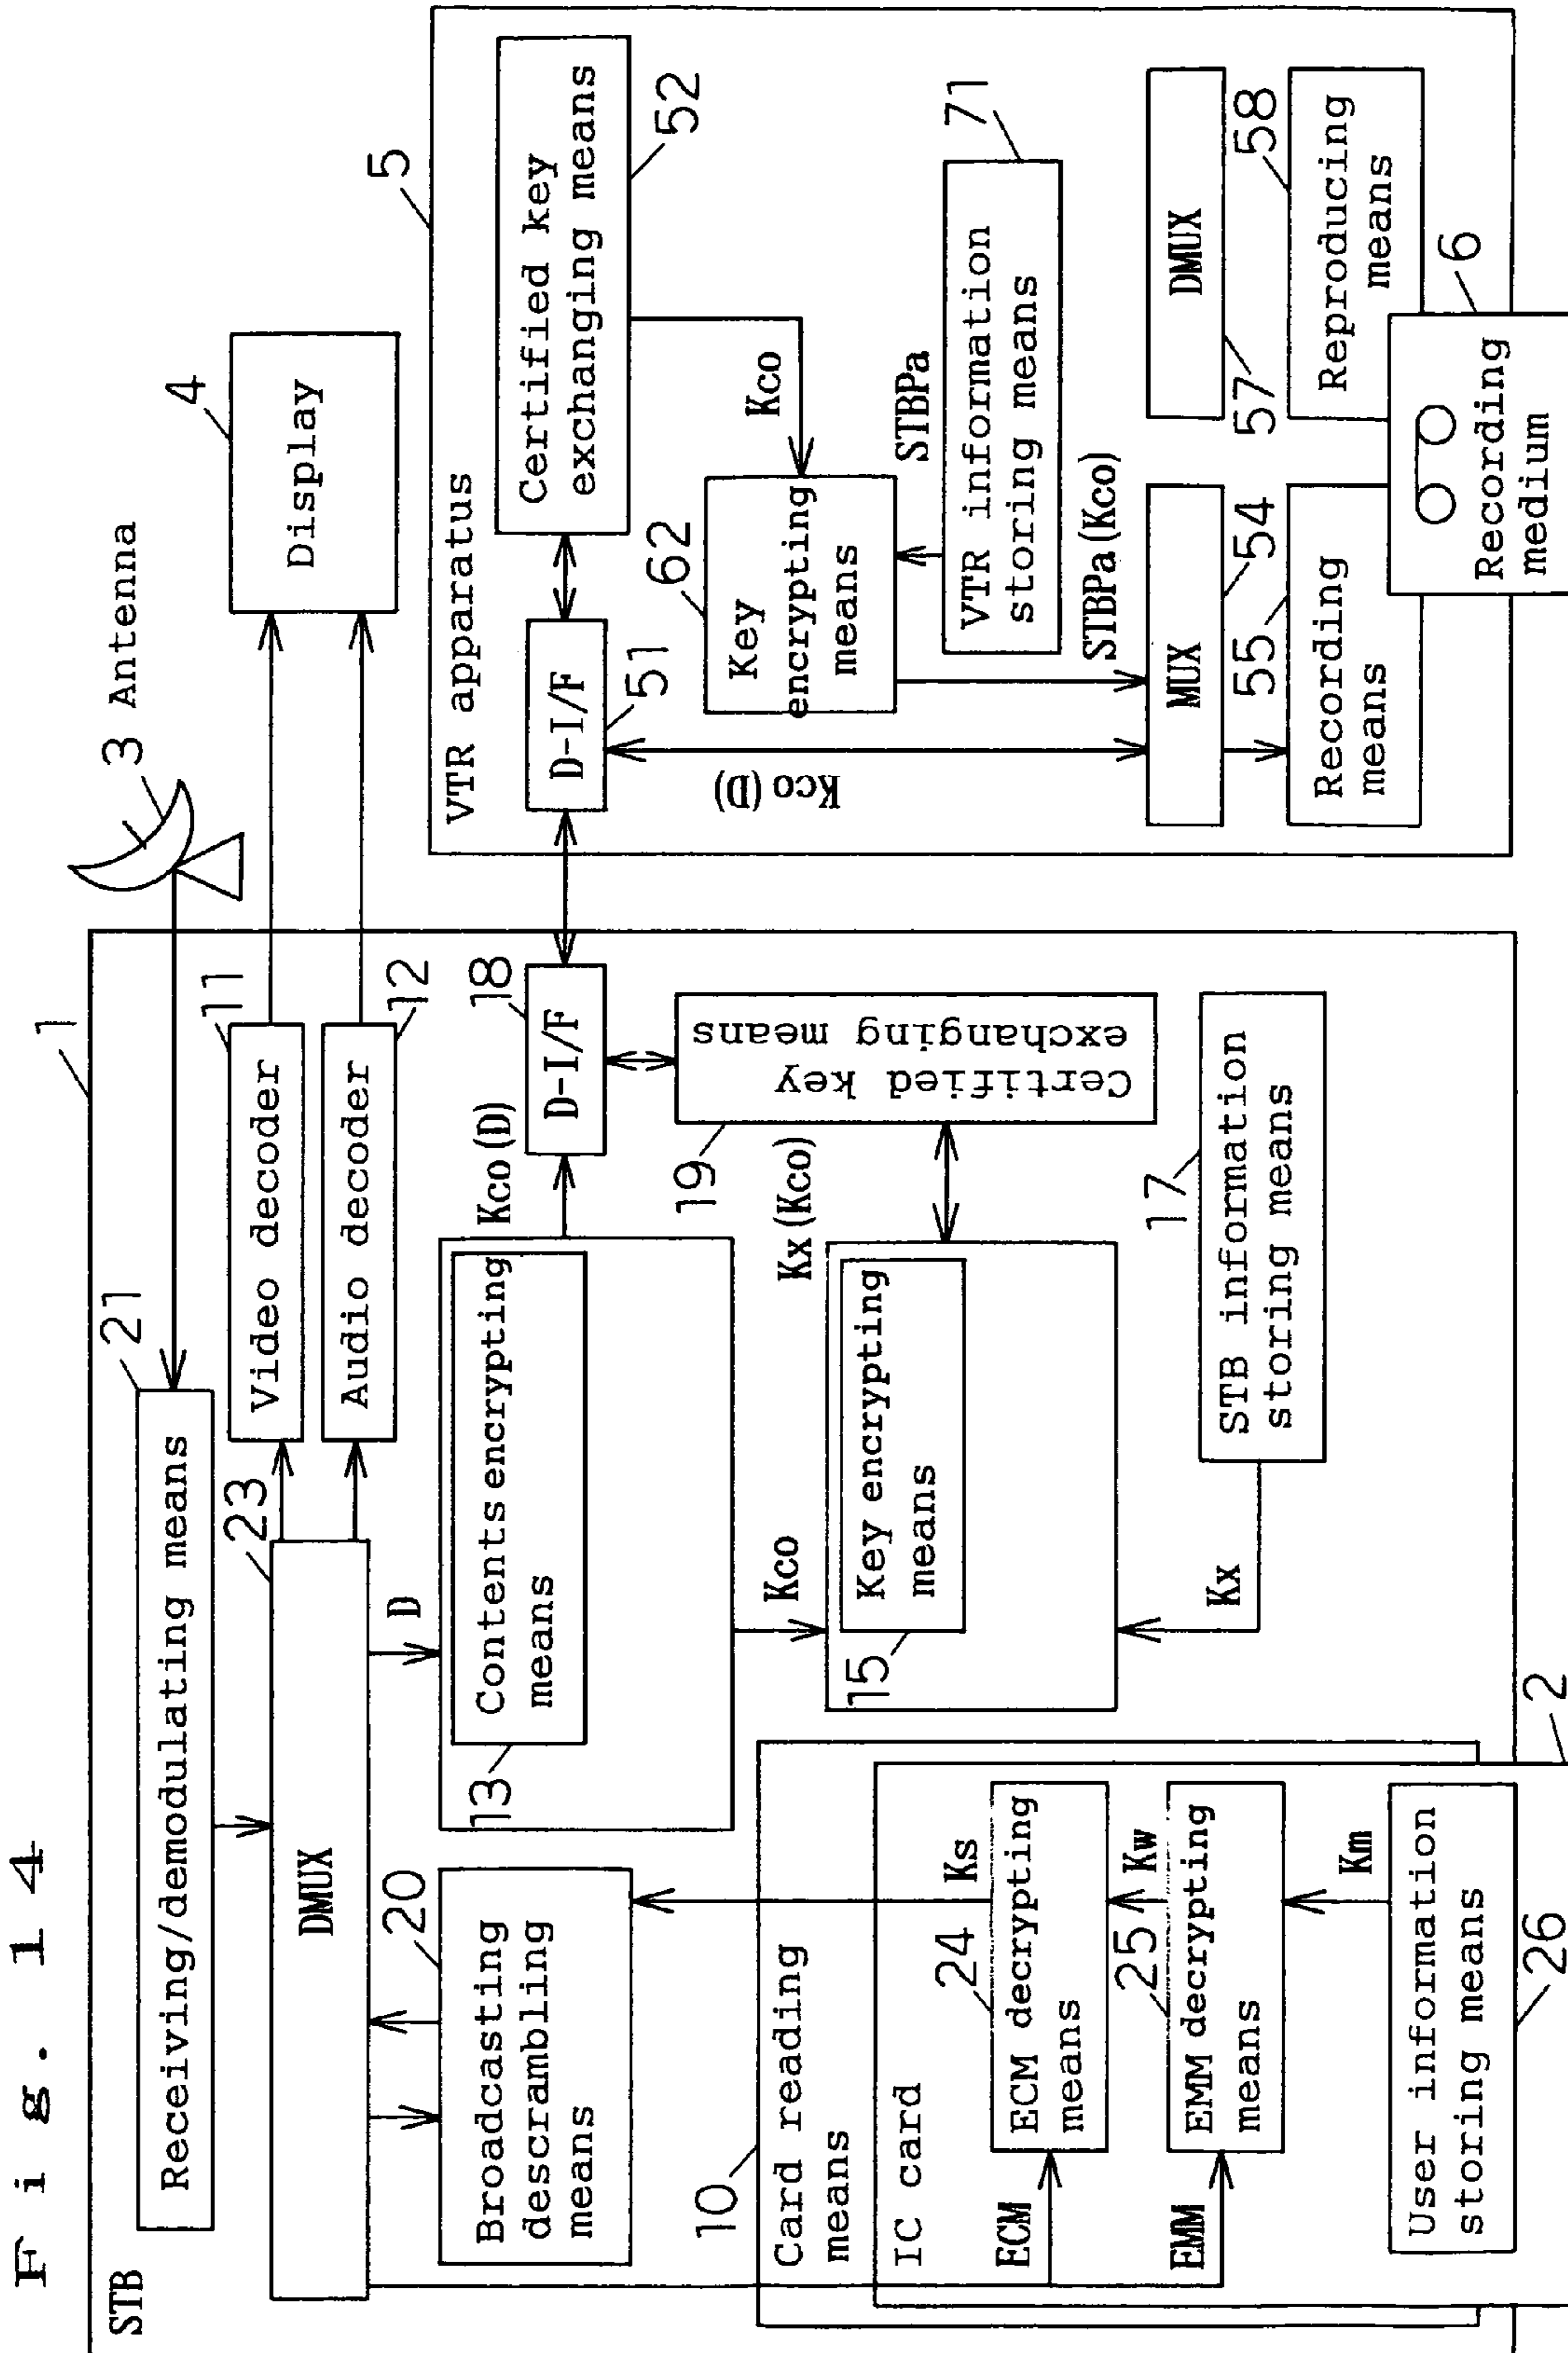 Fig. 14
STB
1
Receiving/demodulating means
21
3 Antenna
DMUX
23
Video decoder
11
Audio decoder
12
Display
4
D
Broadcasting
descrambling
means
20
Contents encrypting
means
13
Kco (D)
D-I/F
18
Certified key
exchanging means
19
Kco
Key encrypting
means
15
Kx (Kco)
Kx
STB information
storing means
17
Card reading
means
10
IC card
2
Ks
ECM
ECM decrypting
means
24
Kw
EMM
EMM decrypting
means
25
Km
User information
storing means
26
VTR apparatus
5
D-I/F
51
Certified key
exchanging means
52
Kco
Key
encrypting
means
62
STBPa
VTR information
storing means
71
Kco (D)
STBPa (Kco)
MUX
54
DMUX
57
Recording
means
55
Reproducing
means
58
Recording
medium
6